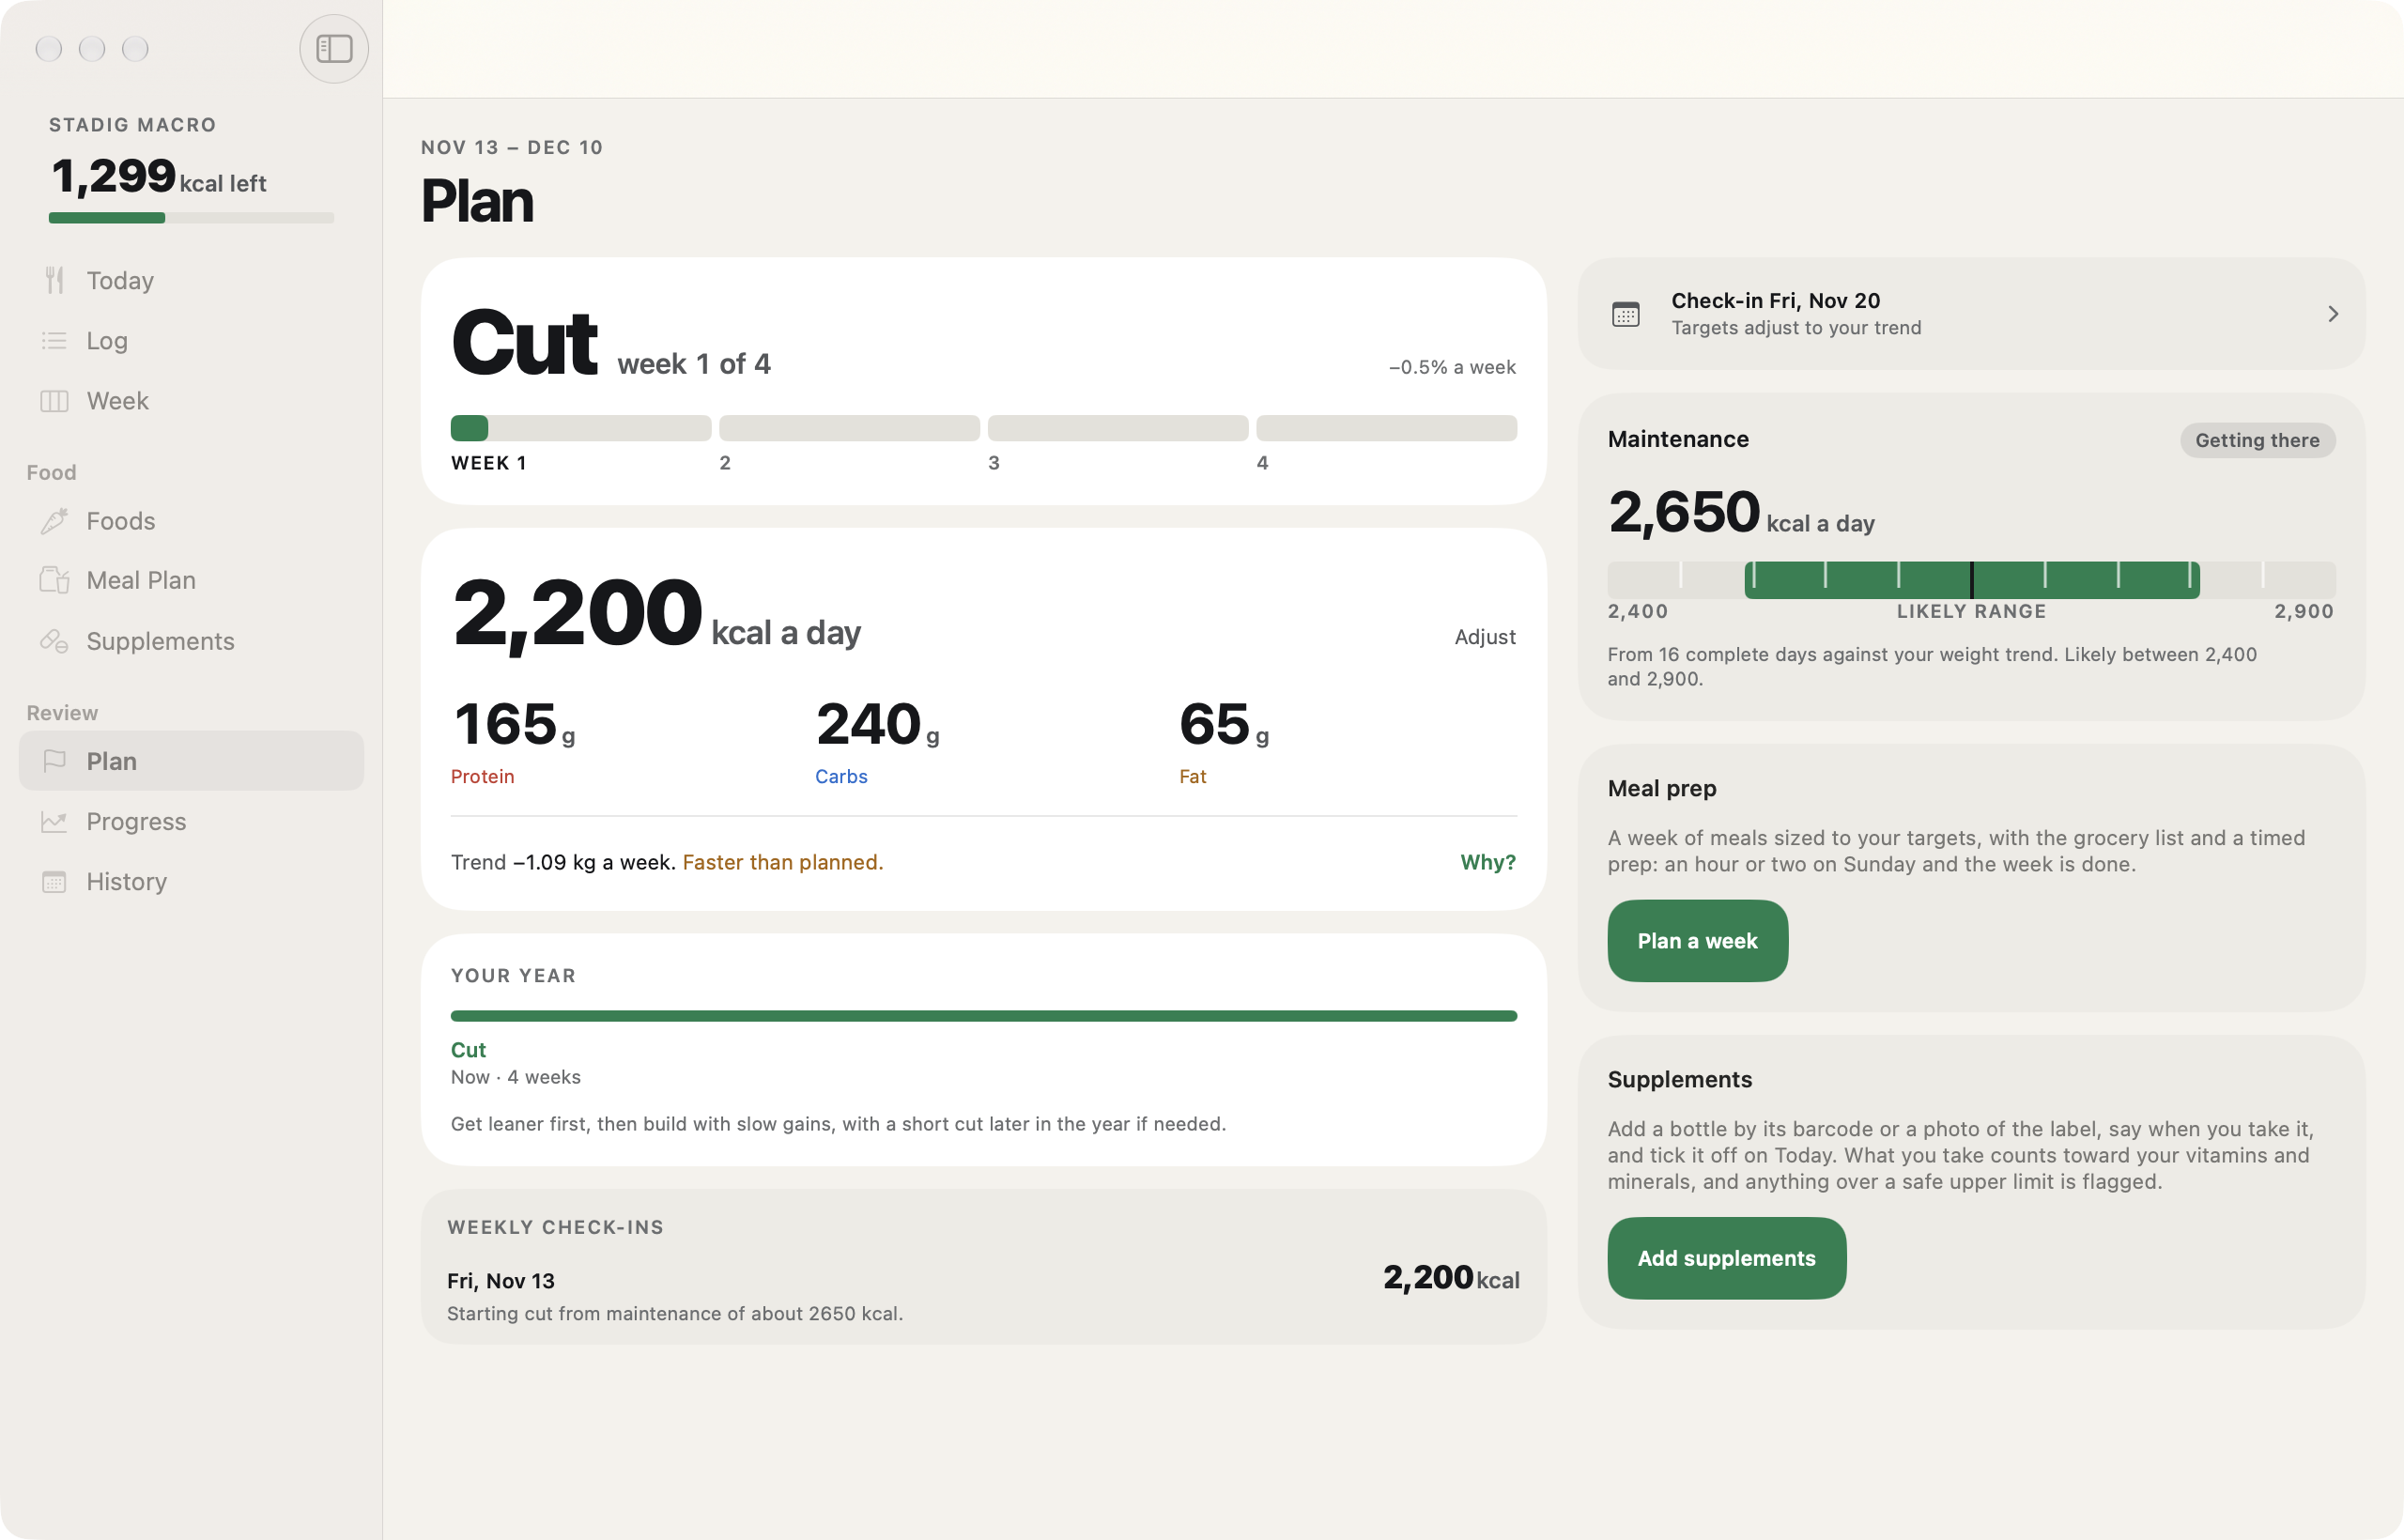 STADIG MACRO
1,299 kcal left
Today
Log
Week
Food
Foods
Meal Plan
Supplements
Review
Plan
Progress
History
NOV 13 – DEC 10
Plan
Cut week 1 of 4
−0.5% a week
WEEK 1 2 3 4
2,200 kcal a day
Adjust
165 g 240 g 65 g
Protein Carbs Fat
Trend −1.09 kg a week. Faster than planned.
Why?
YOUR YEAR
Cut
Now · 4 weeks
Get leaner first, then build with slow gains, with a short cut later in the year if needed.
WEEKLY CHECK-INS
Fri, Nov 13
2,200 kcal
Starting cut from maintenance of about 2650 kcal.
Check-in Fri, Nov 20
Targets adjust to your trend
Maintenance
Getting there
2,650 kcal a day
2,400 LIKELY RANGE 2,900
From 16 complete days against your weight trend. Likely between 2,400
and 2,900.
Meal prep
A week of meals sized to your targets, with the grocery list and a timed
prep: an hour or two on Sunday and the week is done.
Plan a week
Supplements
Add a bottle by its barcode or a photo of the label, say when you take it,
and tick it off on Today. What you take counts toward your vitamins and
minerals, and anything over a safe upper limit is flagged.
Add supplements